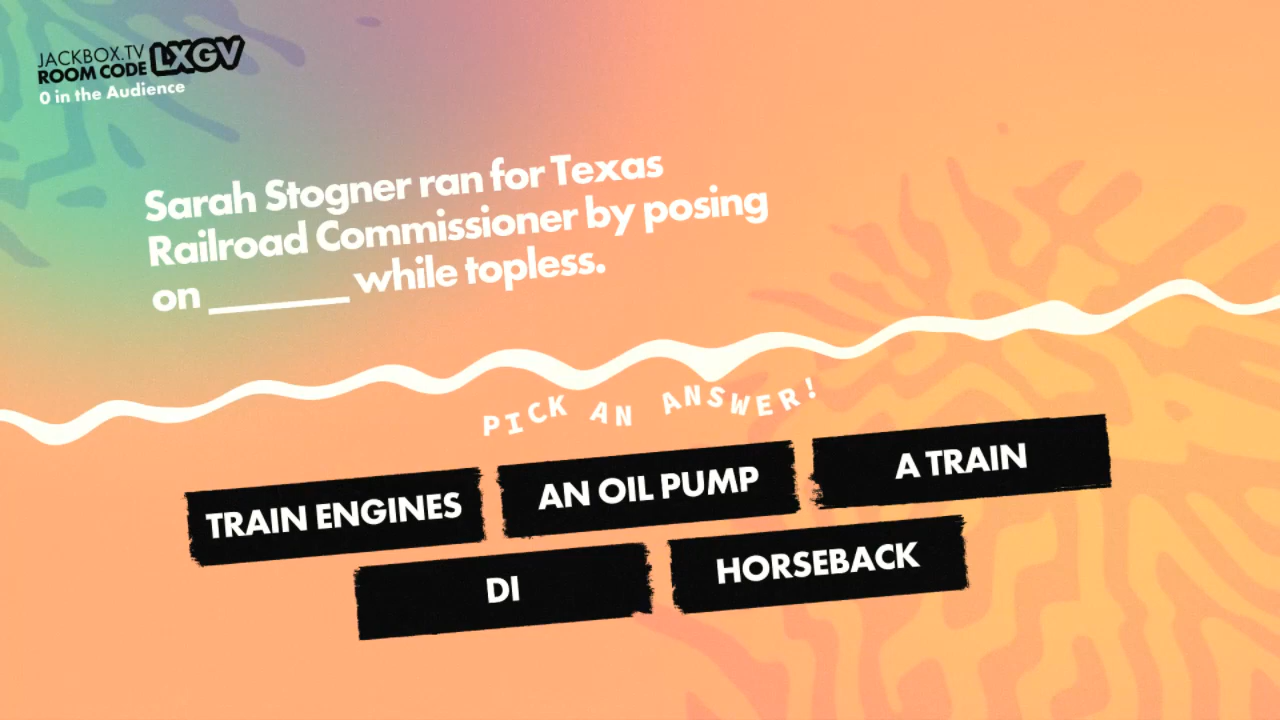 JACKBOX.TV
ROOM CODE LXGV
0 in the Audience
Sarah Stogner ran for Texas
Railroad Commissioner by posing
on _______ while topless.
PICK AN ANSWER!
TRAIN ENGINES
AN OIL PUMP
A TRAIN
DI
HORSEBACK